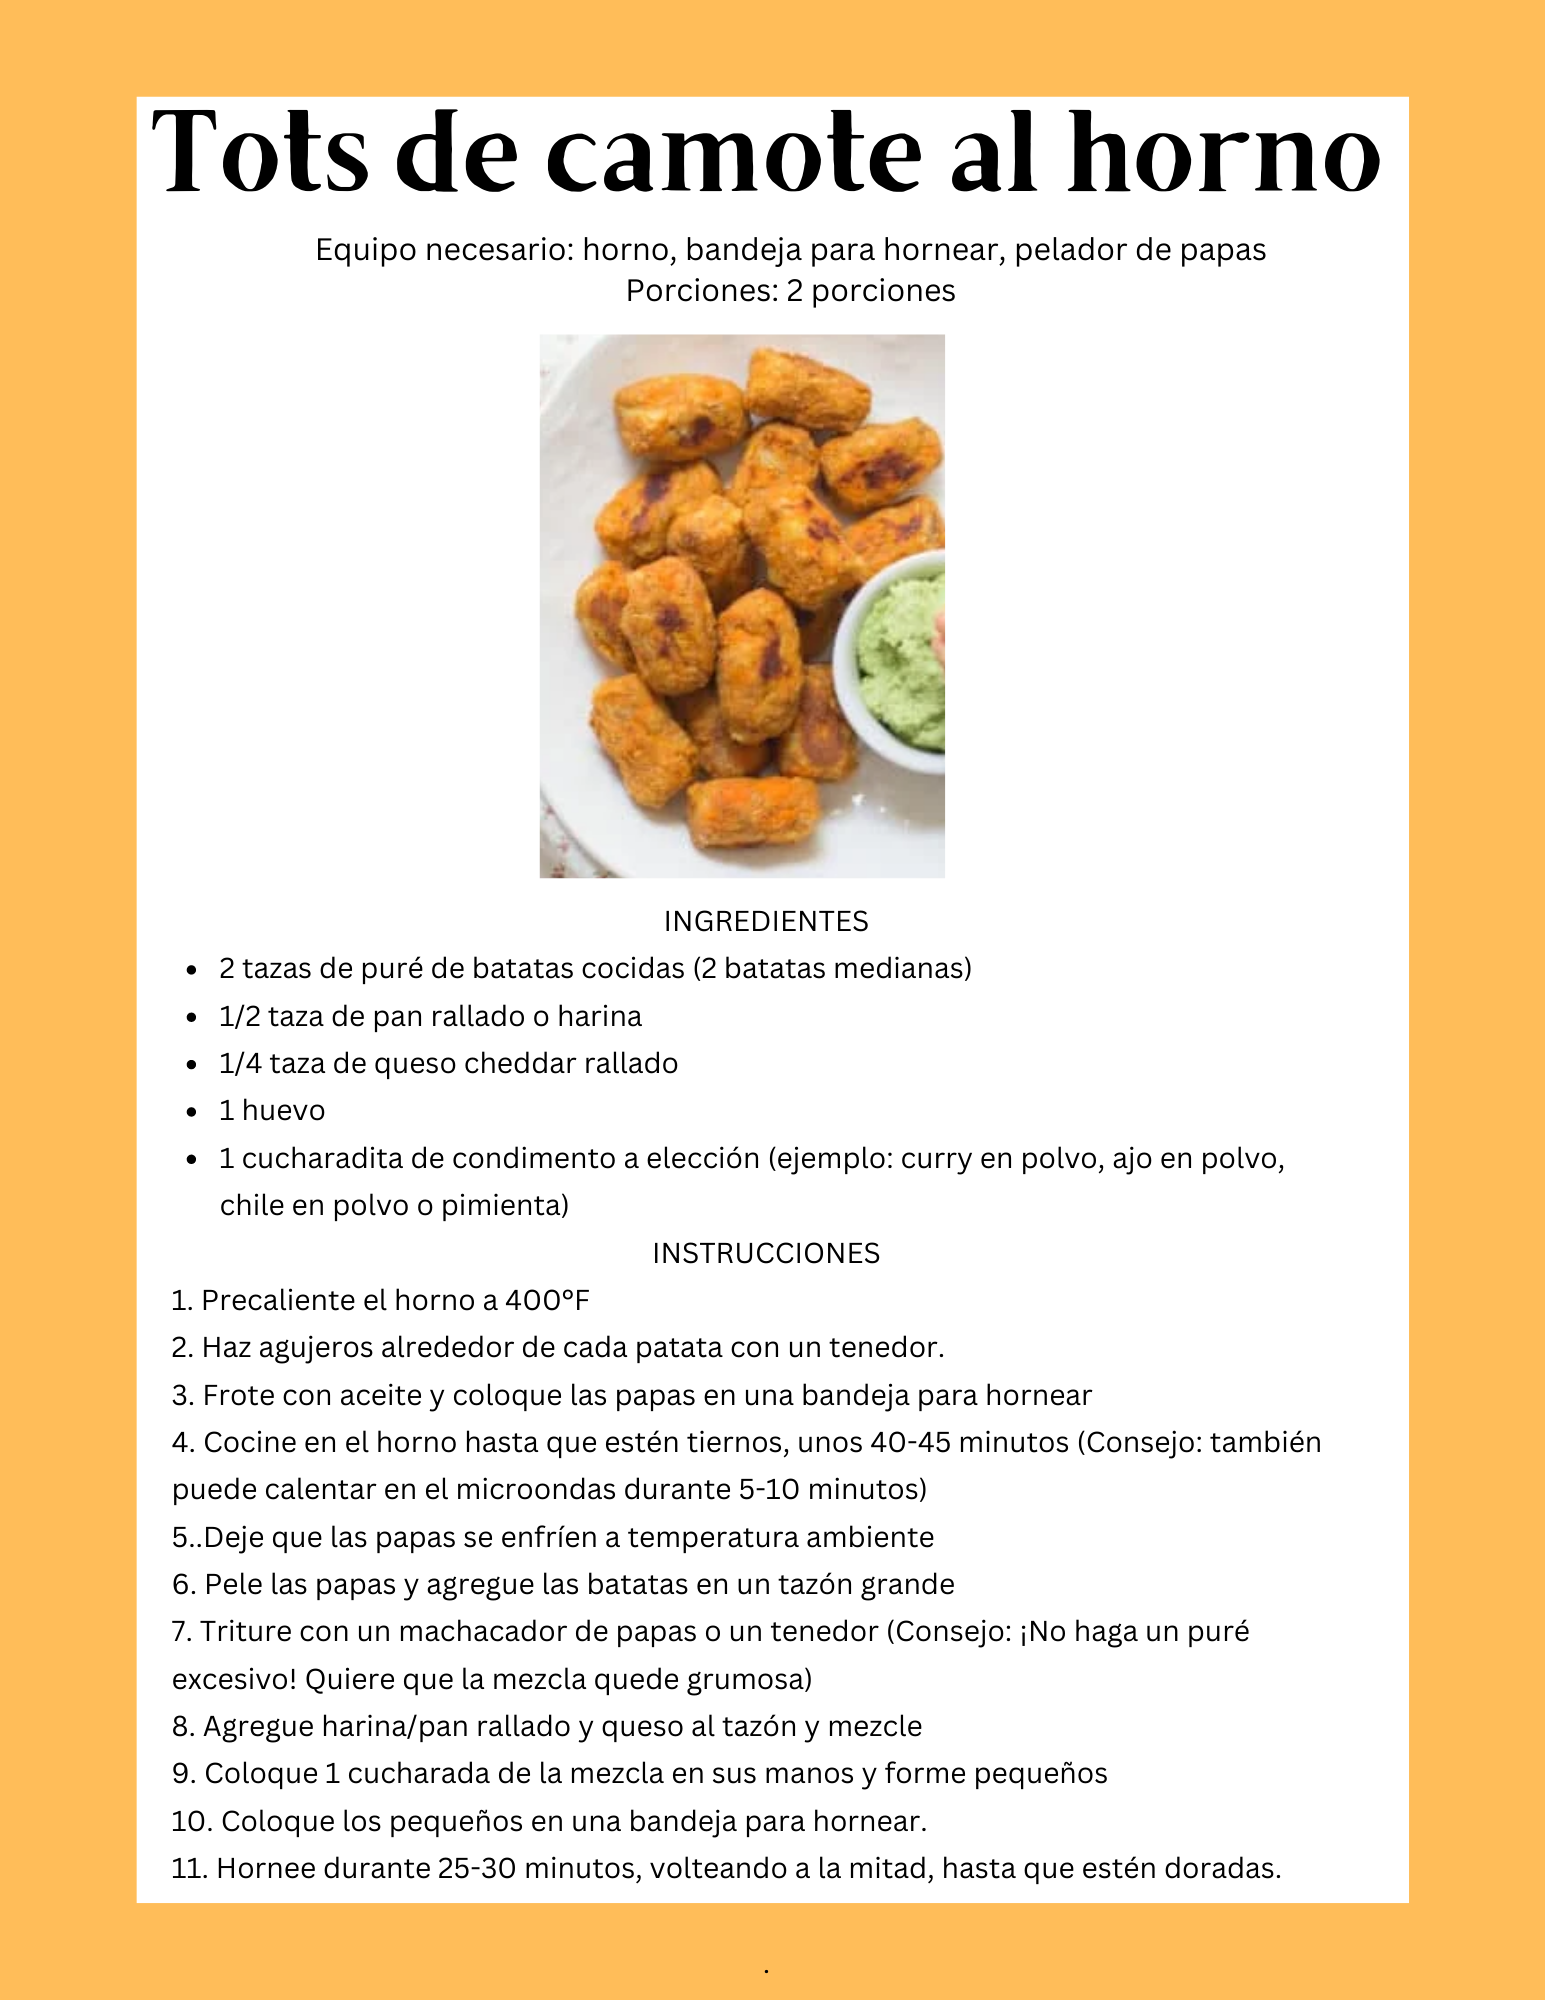 Tots de camote al horno
Equipo necesario: horno, bandeja para hornear, pelador de papas
Porciones: 2 porciones
INGREDIENTES
• 2 tazas de puré de batatas cocidas (2 batatas medianas)
• 1/2 taza de pan rallado o harina
• 1/4 taza de queso cheddar rallado
• 1 huevo
• 1 cucharadita de condimento a elección (ejemplo: curry en polvo, ajo en polvo,
chile en polvo o pimienta)
INSTRUCCIONES
1. Precaliente el horno a 400°F
2. Haz agujeros alrededor de cada patata con un tenedor.
3. Frote con aceite y coloque las papas en una bandeja para hornear
4. Cocine en el horno hasta que estén tiernos, unos 40-45 minutos (Consejo: también
puede calentar en el microondas durante 5-10 minutos)
5..Deje que las papas se enfríen a temperatura ambiente
6. Pele las papas y agregue las batatas en un tazón grande
7. Triture con un machacador de papas o un tenedor (Consejo: ¡No haga un puré
excesivo! Quiere que la mezcla quede grumosa)
8. Agregue harina/pan rallado y queso al tazón y mezcle
9. Coloque 1 cucharada de la mezcla en sus manos y forme pequeños
10. Coloque los pequeños en una bandeja para hornear.
11. Hornee durante 25-30 minutos, volteando a la mitad, hasta que estén doradas.
.